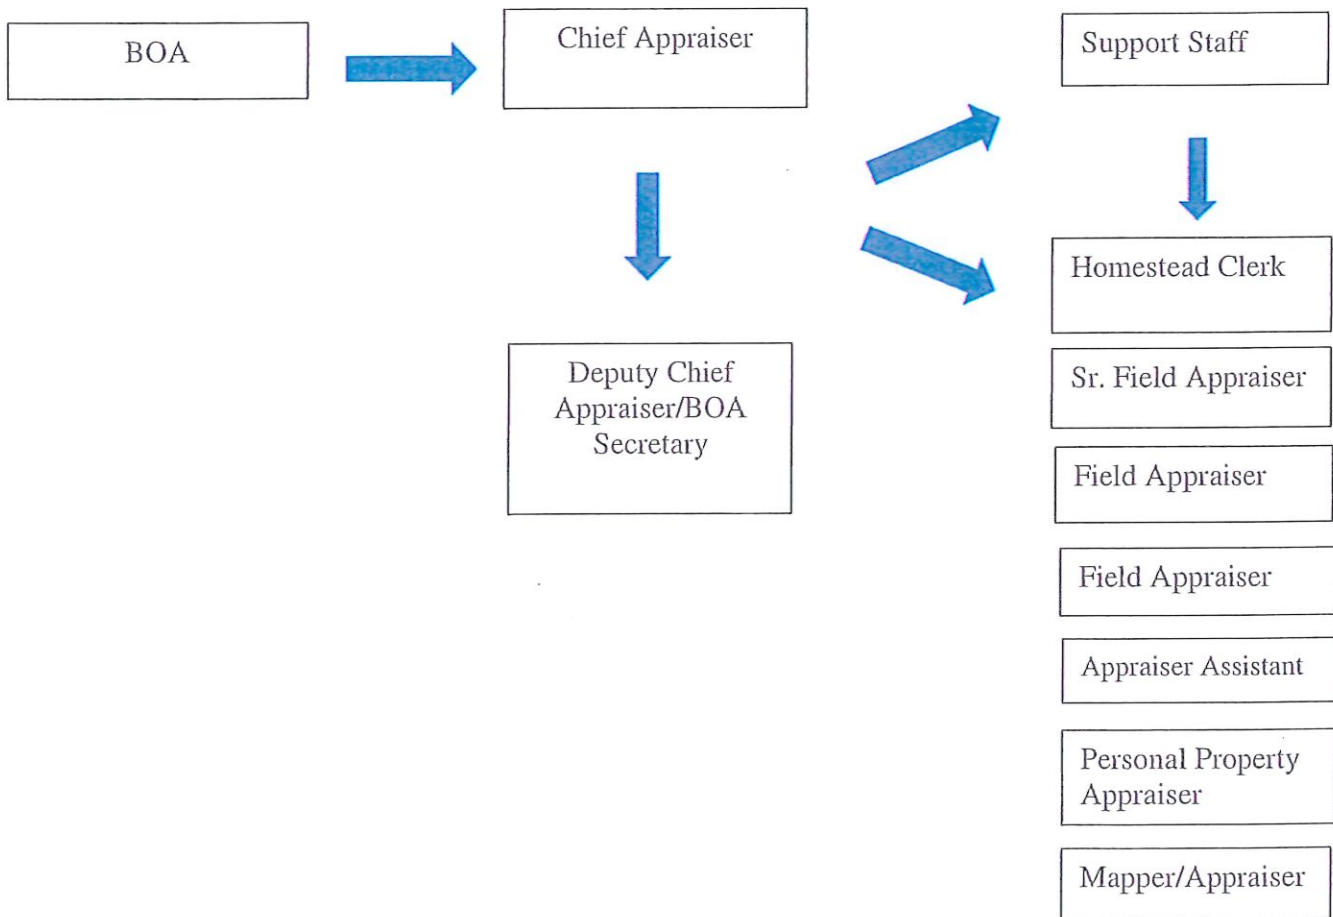 BOA
Chief Appraiser
Support Staff
Homestead Clerk
Deputy Chief
Appraiser/BOA
Secretary
Sr. Field Appraiser
Field Appraiser
Field Appraiser
Appraiser Assistant
Personal Property
Appraiser
Mapper/Appraiser